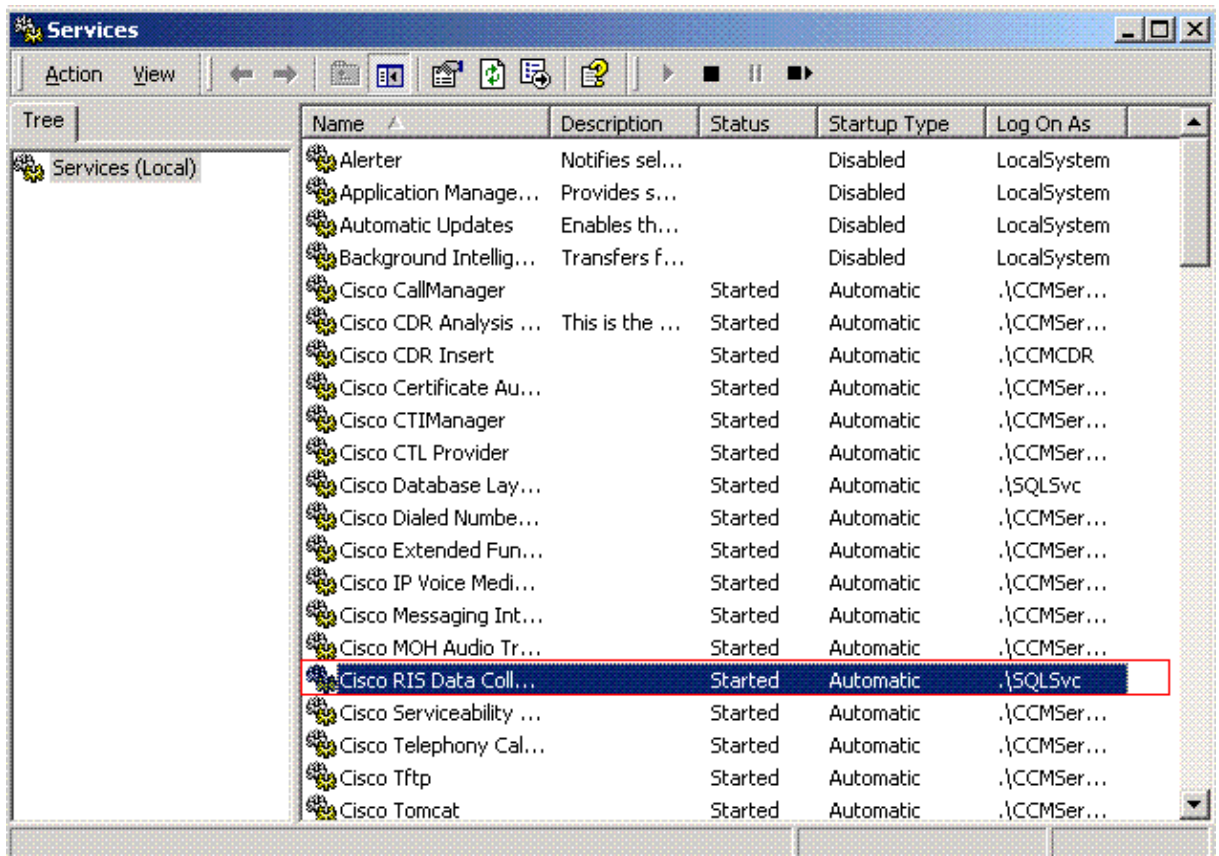 Services
Action View
Tree
Services (Local)
Name Description Status Startup Type Log On As
Alerter Notifies sel... Disabled LocalSystem
Application Manage... Provides s... Disabled LocalSystem
Automatic Updates Enables th... Disabled LocalSystem
Background Intellig... Transfers f... Disabled LocalSystem
Cisco CallManager Started Automatic .\CCMSer...
Cisco CDR Analysis ... This is the ... Started Automatic .\CCMSer...
Cisco CDR Insert Started Automatic .\CCMCDR
Cisco Certificate Au... Started Automatic .\CCMSer...
Cisco CTIManager Started Automatic .\CCMSer...
Cisco CTL Provider Started Automatic .\CCMSer...
Cisco Database Lay... Started Automatic .\SQLSvc
Cisco Dialed Numbe... Started Automatic .\CCMSer...
Cisco Extended Fun... Started Automatic .\CCMSer...
Cisco IP Voice Medi... Started Automatic .\CCMSer...
Cisco Messaging Int... Started Automatic .\CCMSer...
Cisco MOH Audio Tr... Started Automatic .\CCMSer...
Cisco RIS Data Coll... Started Automatic .\SQLSvc
Cisco Serviceability ... Started Automatic .\CCMSer...
Cisco Telephony Cal... Started Automatic .\CCMSer...
Cisco Tftp Started Automatic .\CCMSer...
Cisco Tomcat Started Automatic .\CCMSer...